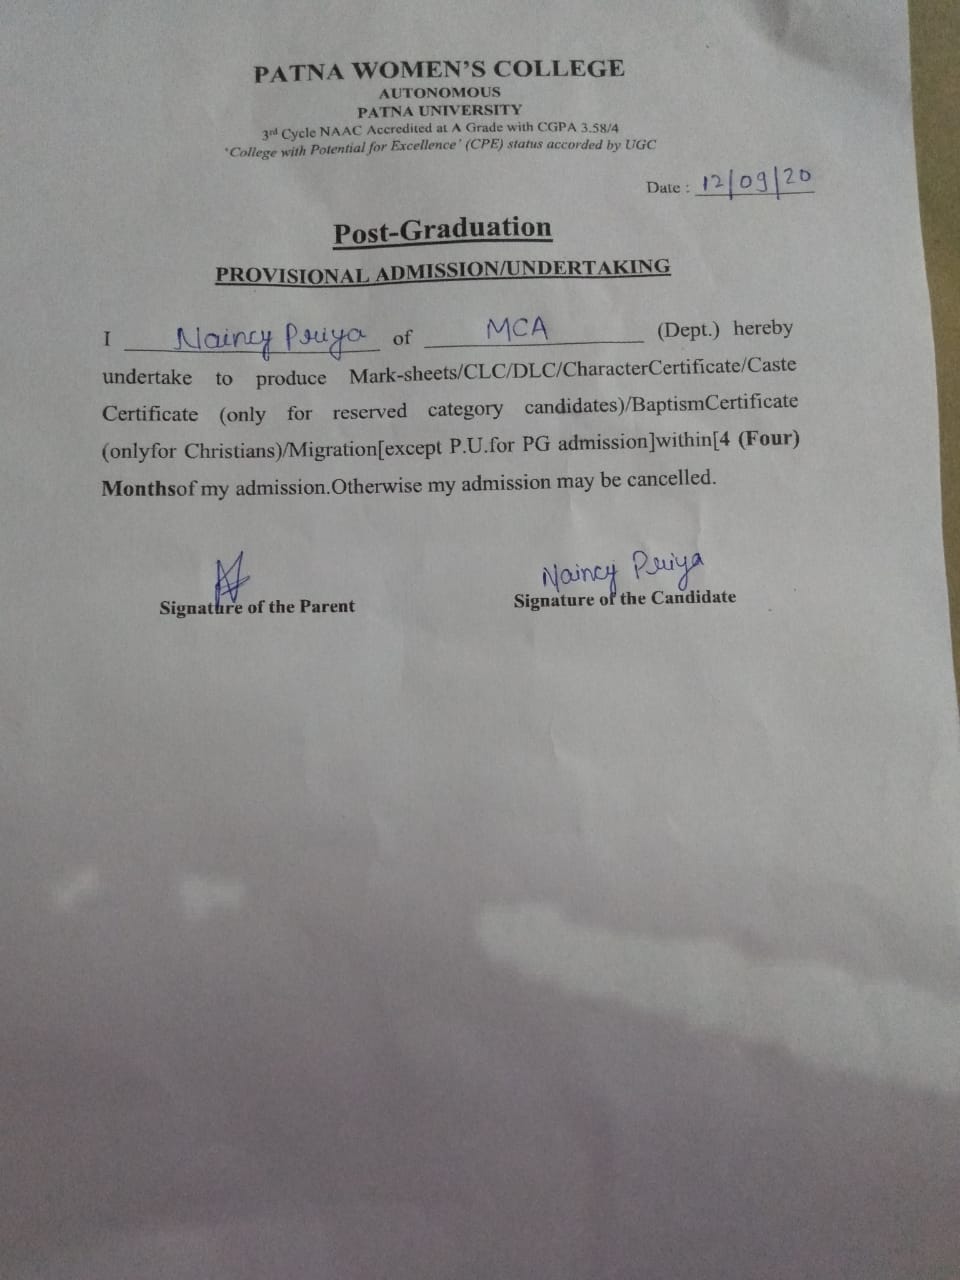 PATNA WOMEN'S COLLEGE
AUTONOMOUS
PATNA UNIVERSITY
3rd Cycle NAAC Accredited at A Grade with CGPA 3.58/4
'College with Potential for Excellence' (CPE) status accorded by UGC
Date : 12/09/20
Post-Graduation
PROVISIONAL ADMISSION/UNDERTAKING
I Naincy Priya of MCA (Dept.) hereby
undertake to produce Mark-sheets/CLC/DLC/CharacterCertificate/Caste
Certificate (only for reserved category candidates)/BaptismCertificate
(onlyfor Christians)/Migration[except P.U.for PG admission]within[4 (Four)
Monthsof my admission.Otherwise my admission may be cancelled.
Naincy Priya
Signature of the Parent Signature of the Candidate